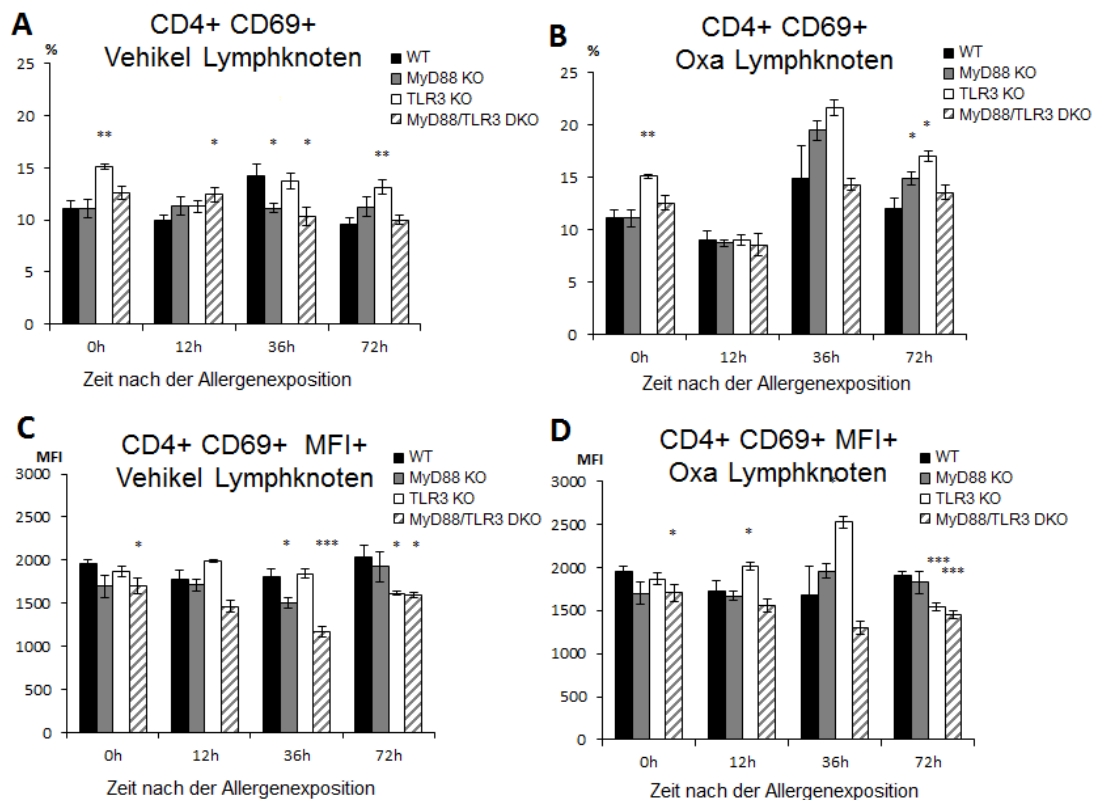 A
CD4+ CD69+
Vehikel Lymphknoten
%
WT
MyD88 KO
TLR3 KO
MyD88/TLR3 DKO
25
20
15
10
5
0
** * * * **
0h 12h 36h 72h
Zeit nach der Allergenexposition
B
CD4+ CD69+
Oxa Lymphknoten
%
WT
MyD88 KO
TLR3 KO
MyD88/TLR3 DKO
25
20
15
10
5
0
** * *
0h 12h 36h 72h
Zeit nach der Allergenexposition
C
CD4+ CD69+ MFI+
Vehikel Lymphknoten
MFI
WT
MyD88 KO
TLR3 KO
MyD88/TLR3 DKO
3000
2500
2000
1500
1000
500
0
* * *** * *
0h 12h 36h 72h
Zeit nach der Allergenexposition
D
CD4+ CD69+ MFI+
Oxa Lymphknoten
MFI
WT
MyD88 KO
TLR3 KO
MyD88/TLR3 DKO
3000
2500
2000
1500
1000
500
0
* * * *** ***
0h 12h 36h 72h
Zeit nach der Allergenexposition